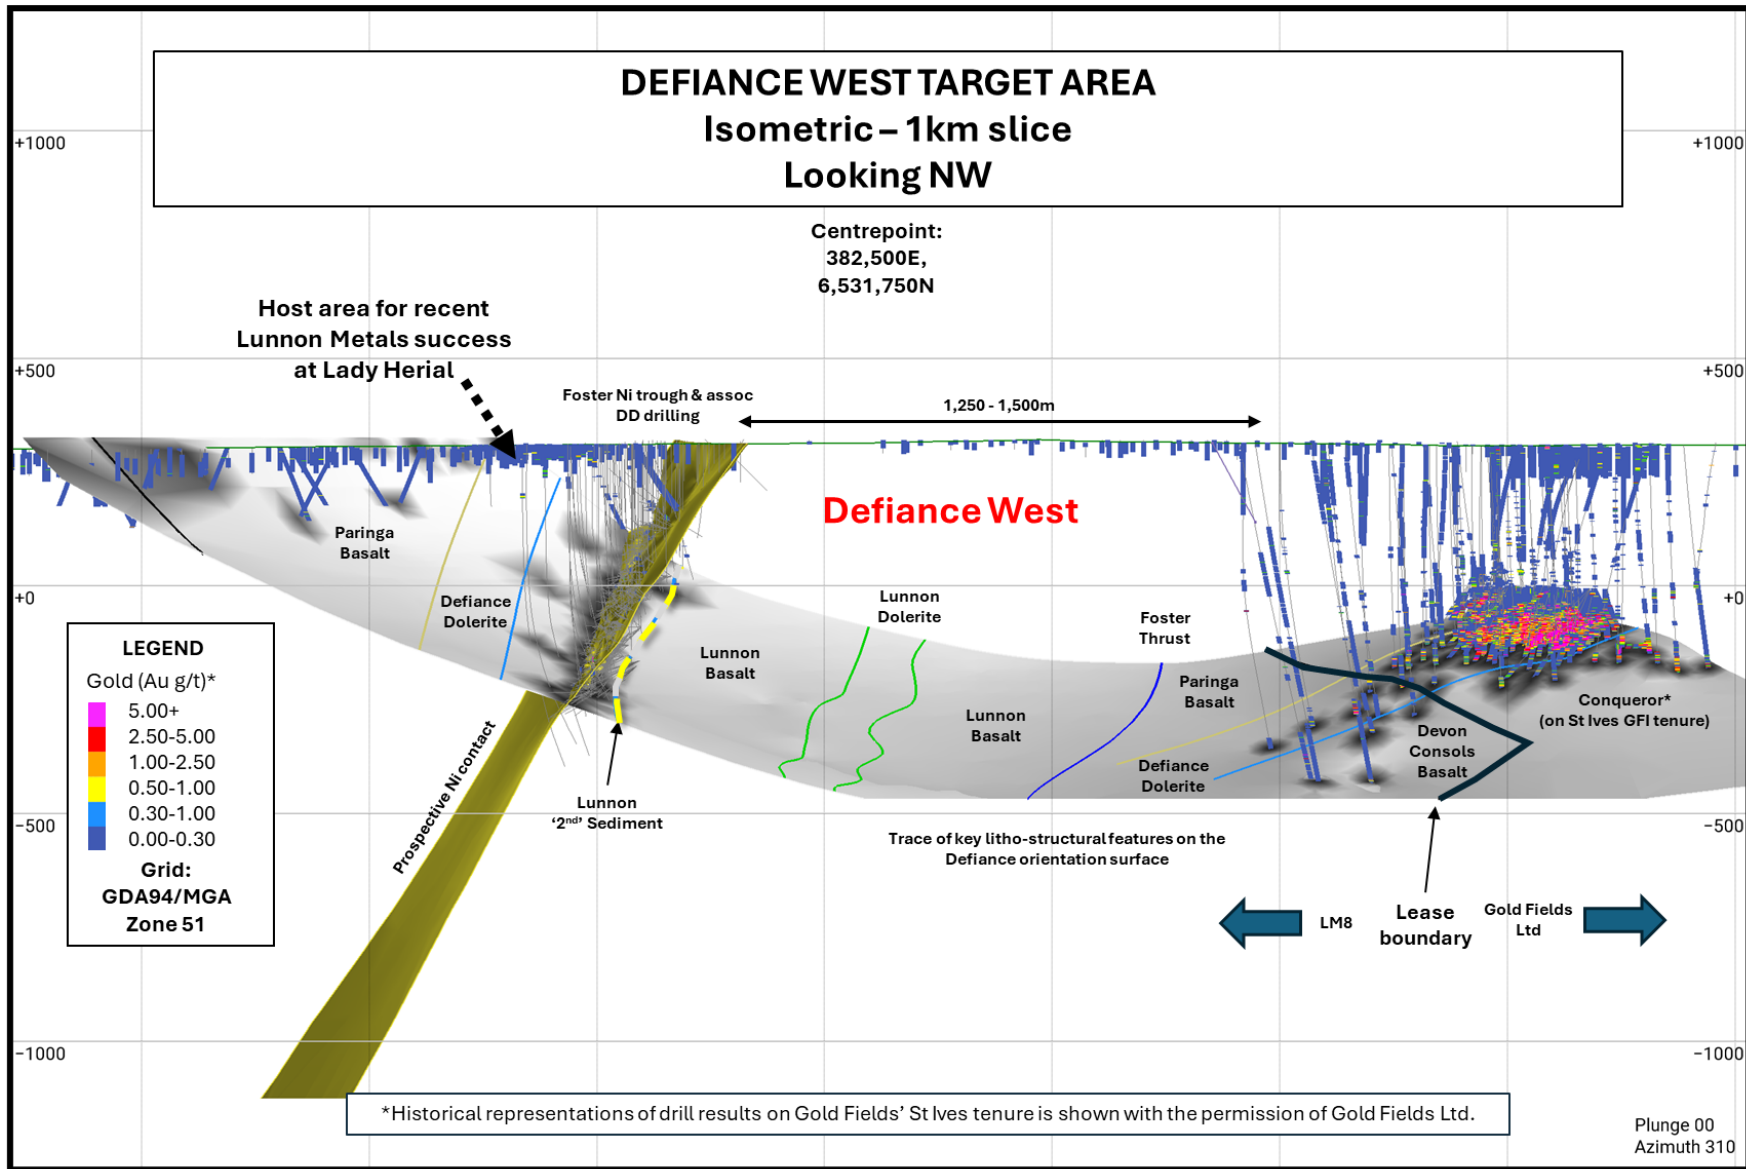 DEFIANCE WEST TARGET AREA
Isometric – 1km slice
Looking NW
+1000
+1000
Centrepoint:
382,500E,
6,531,750N
Host area for recent
Lunnon Metals success
at Lady Herial
+500
+500
Foster Ni trough & assoc
DD drilling
1,250 - 1,500m
Defiance West
Paringa
Basalt
+0
+0
Defiance
Dolerite
Lunnon
Dolerite
Foster
Thrust
Lunnon
Basalt
Paringa
Basalt
Lunnon
Basalt
Conqueror*
(on St Ives GFI tenure)
Devon
Consols
Basalt
Defiance
Dolerite
LEGEND
Gold (Au g/t)*
5.00+
2.50-5.00
1.00-2.50
0.50-1.00
0.30-1.00
0.00-0.30
Grid:
GDA94/MGA
Zone 51
Prospective Ni contact
Lunnon
‘2nd’ Sediment
−500
−500
Trace of key litho-structural features on the
Defiance orientation surface
LM8
Lease
boundary
Gold Fields
Ltd
−1000
−1000
*Historical representations of drill results on Gold Fields’ St Ives tenure is shown with the permission of Gold Fields Ltd.
Plunge 00
Azimuth 310